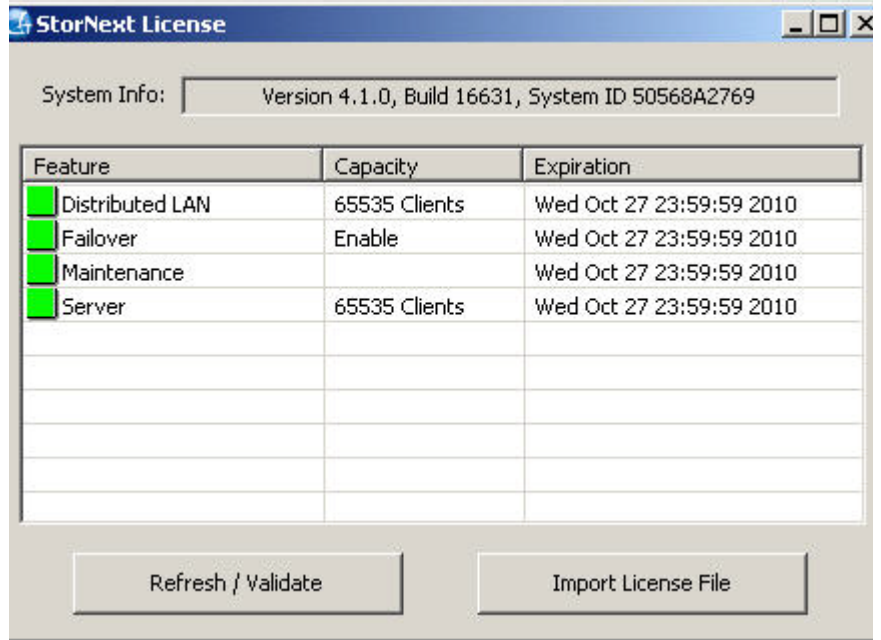 StorNext License
System Info: Version 4.1.0, Build 16631, System ID 50568A2769
Feature Capacity Expiration
Distributed LAN 65535 Clients Wed Oct 27 23:59:59 2010
Failover Enable Wed Oct 27 23:59:59 2010
Maintenance Wed Oct 27 23:59:59 2010
Server 65535 Clients Wed Oct 27 23:59:59 2010
Refresh / Validate Import License File